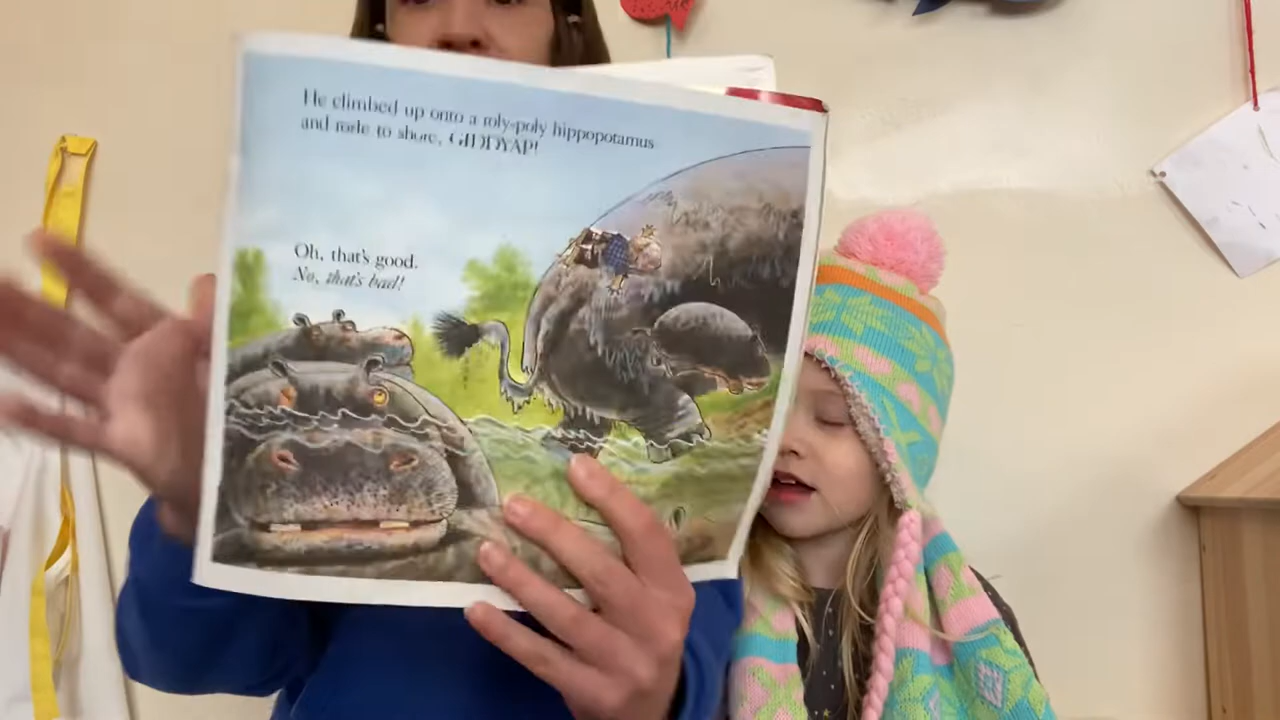 He climbed up onto a roly-poly hippopotamus
and rode to shore, GIDDYAP!
Oh, that's good.
No, that's bad!